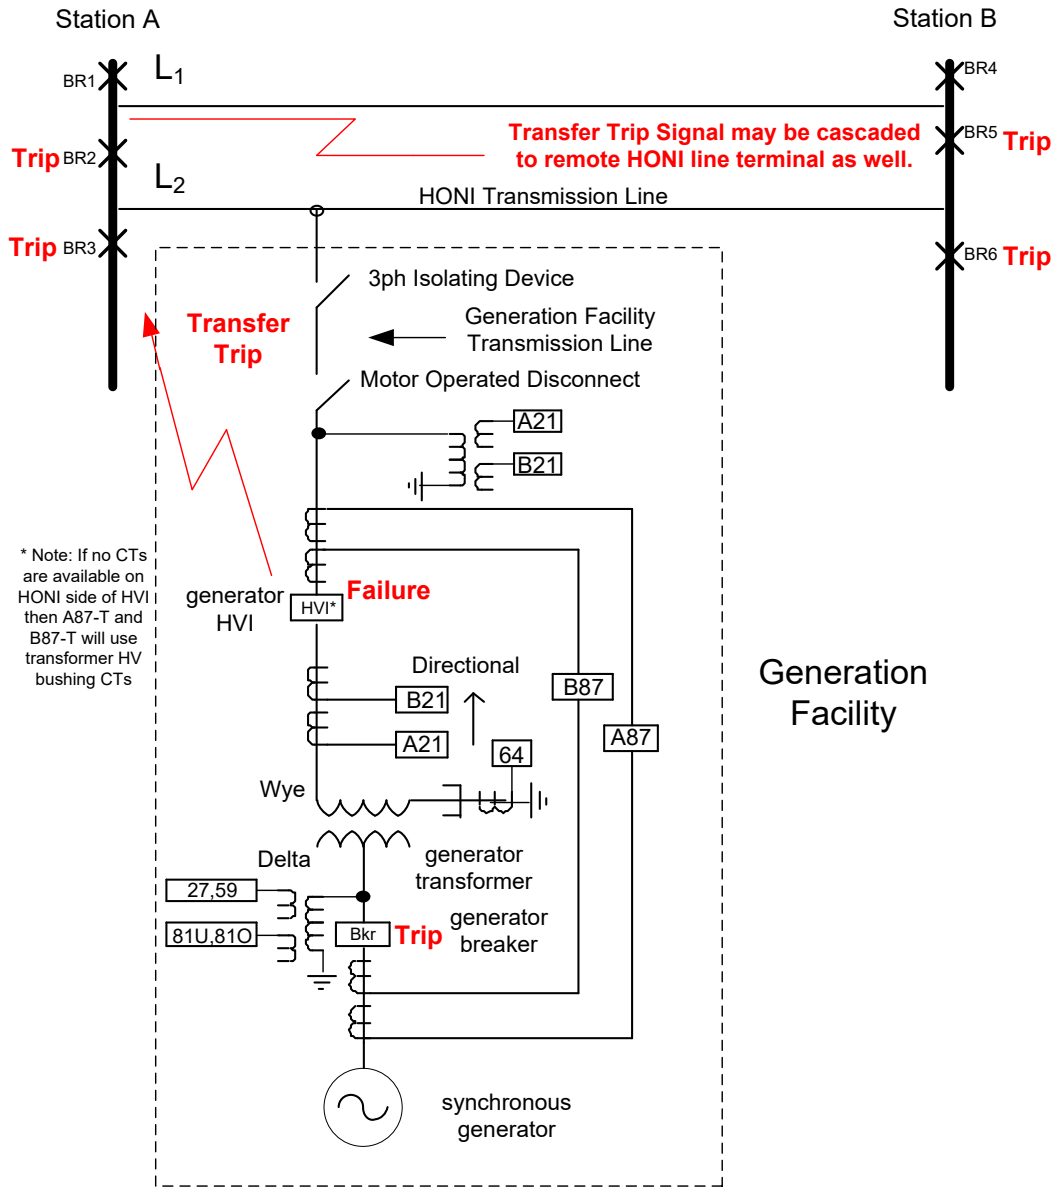 Station A
Station B
BR1
L1
BR4
Transfer Trip Signal may be cascaded
to remote HONI line terminal as well.
Trip BR2
BR5 Trip
L2
HONI Transmission Line
Trip BR3
BR6 Trip
3ph Isolating Device
Transfer
Trip
Generation Facility
Transmission Line
Motor Operated Disconnect
A21
B21
* Note: If no CTs
are available on
HONI side of HVI
then A87-T and
B87-T will use
transformer HV
bushing CTs
generator
HVI
HVI*
Failure
Directional
B21
A21
B87
A87
64
Generation
Facility
Wye
Delta
generator
transformer
27,59
81U,81O
Bkr
Trip
generator
breaker
synchronous
generator